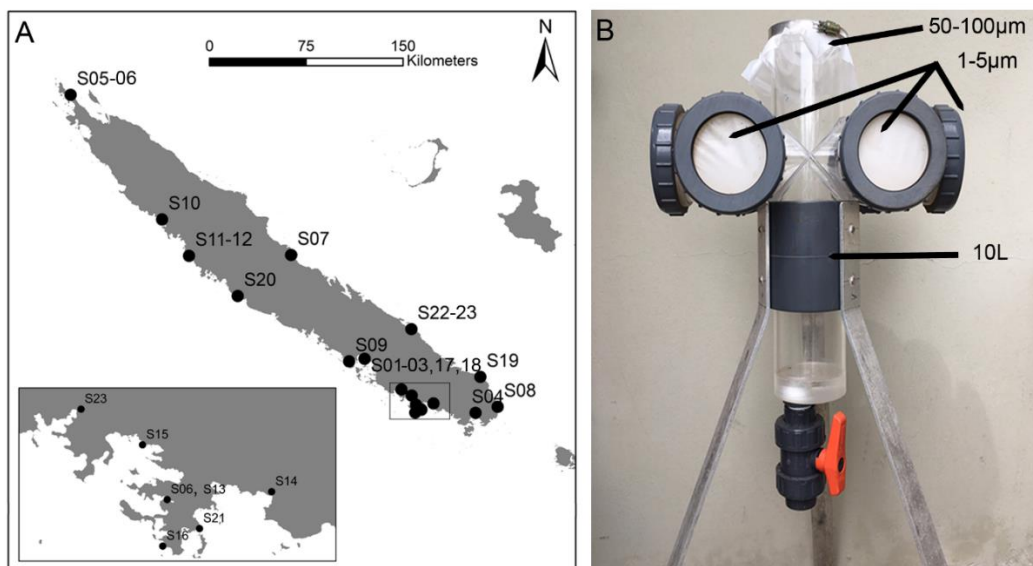 A
N
0 75 150
Kilometers
S05-06
S10
S11-12
S07
S20
S22-23
S09
S01-03,17,18
S19
S08
S04
S23
S15
S06, S13
S14
S21
S16
B
50-100µm
1-5µm
10L